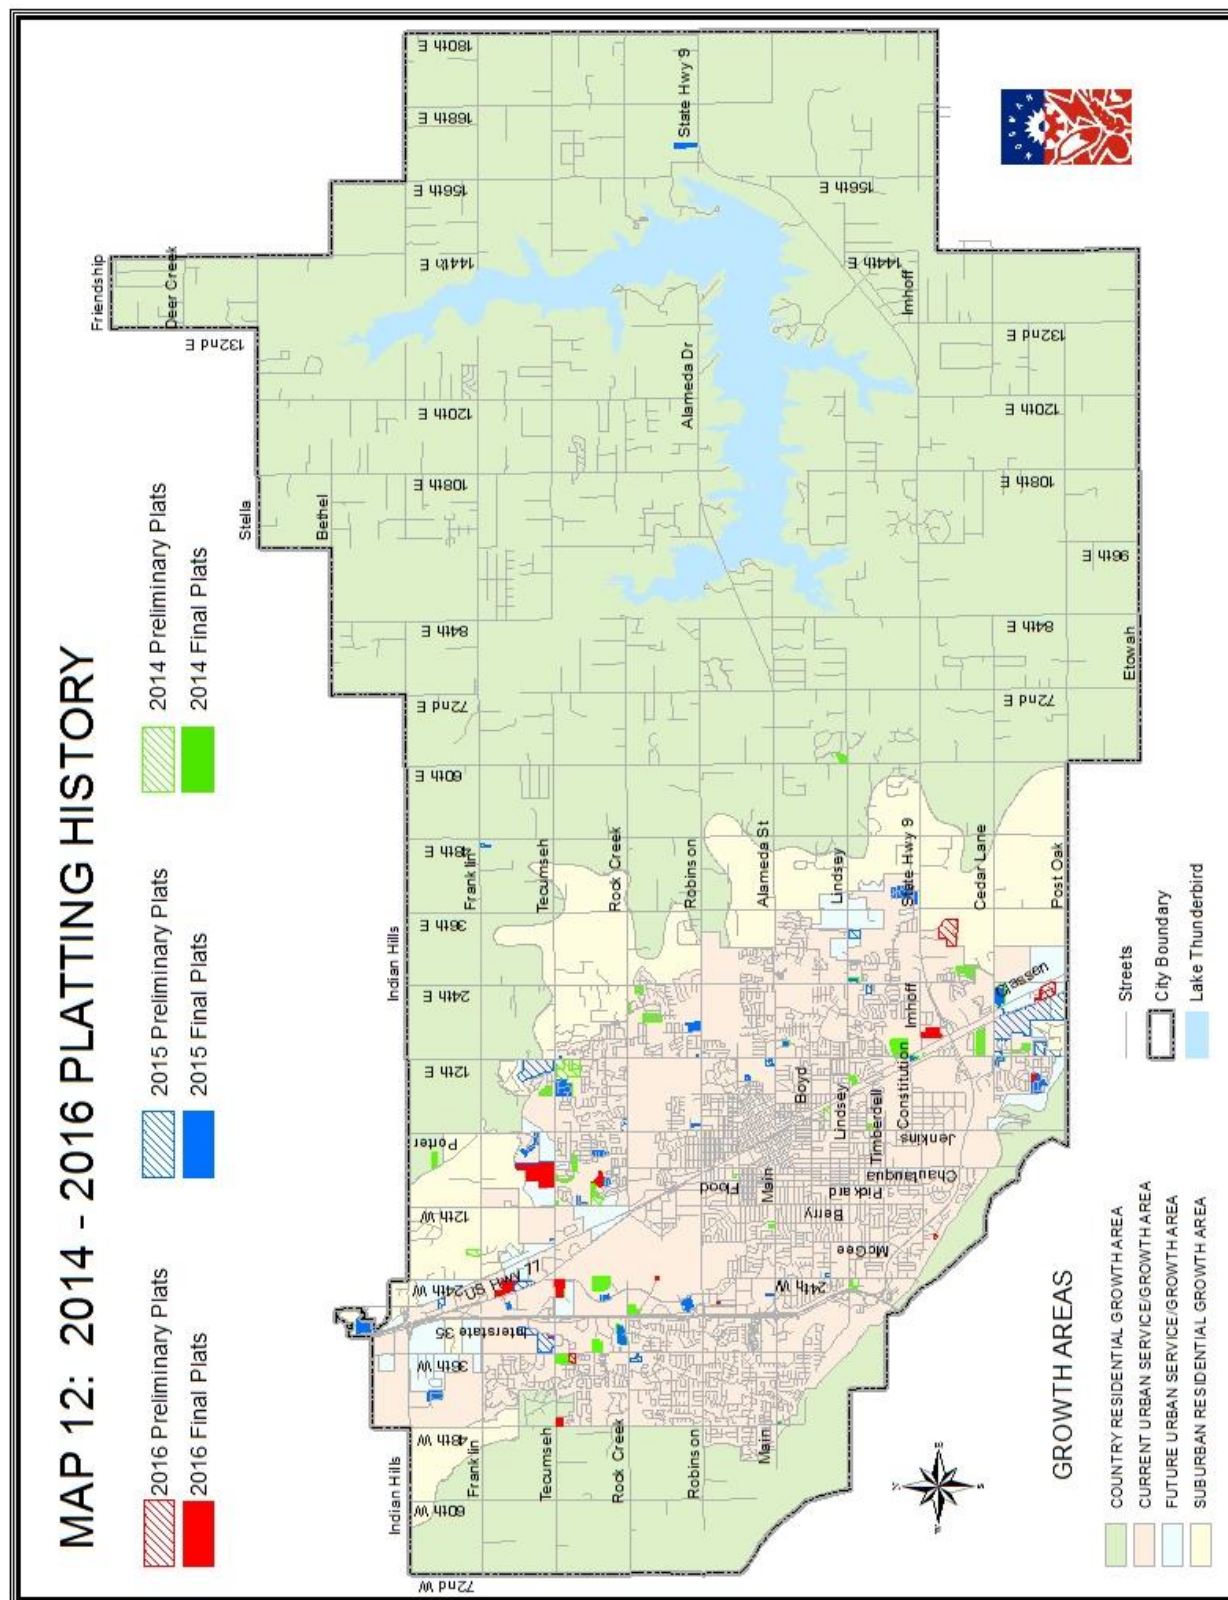 MAP 12: 2014 - 2016 PLATTING HISTORY
2016 Preliminary Plats
2016 Final Plats
2015 Preliminary Plats
2015 Final Plats
2014 Preliminary Plats
2014 Final Plats
Friendship
Deer Creek
132nd E
Stella
Bethel
Indian Hills
Indian Hills
72nd W
60th W
48th W
36th W
Interstate 35
24th W
US Hwy 77
12th W
Porter
12th E
24th E
36th E
48th E
60th E
72nd E
84th E
108th E
120th E
144th E
156th E
168th E
180th E
Franklin
Franklin
Tecumseh
Tecumseh
Rock Creek
Rock Creek
Robinson
Robinson
Alameda Dr
State Hwy 9
Main
Main
Flood
Alameda St
Boyd
Berry
Pickard
Chautauqua
Jenkins
McGee
24th W
Lindsey
Lindsey
Timberdell
Constitution
Imhoff
State Hwy 9
Classen
Cedar Lane
Post Oak
72nd E
84th E
96th E
108th E
120th E
132nd E
144th E
156th E
Imhoff
Etowah
NORMAN
N
E
S
W
GROWTH AREAS
COUNTRY RESIDENTIAL GROWTH AREA
CURRENT URBAN SERVICE/GROWTH AREA
FUTURE URBAN SERVICE/GROWTH AREA
SUBURBAN RESIDENTIAL GROWTH AREA
Streets
City Boundary
Lake Thunderbird